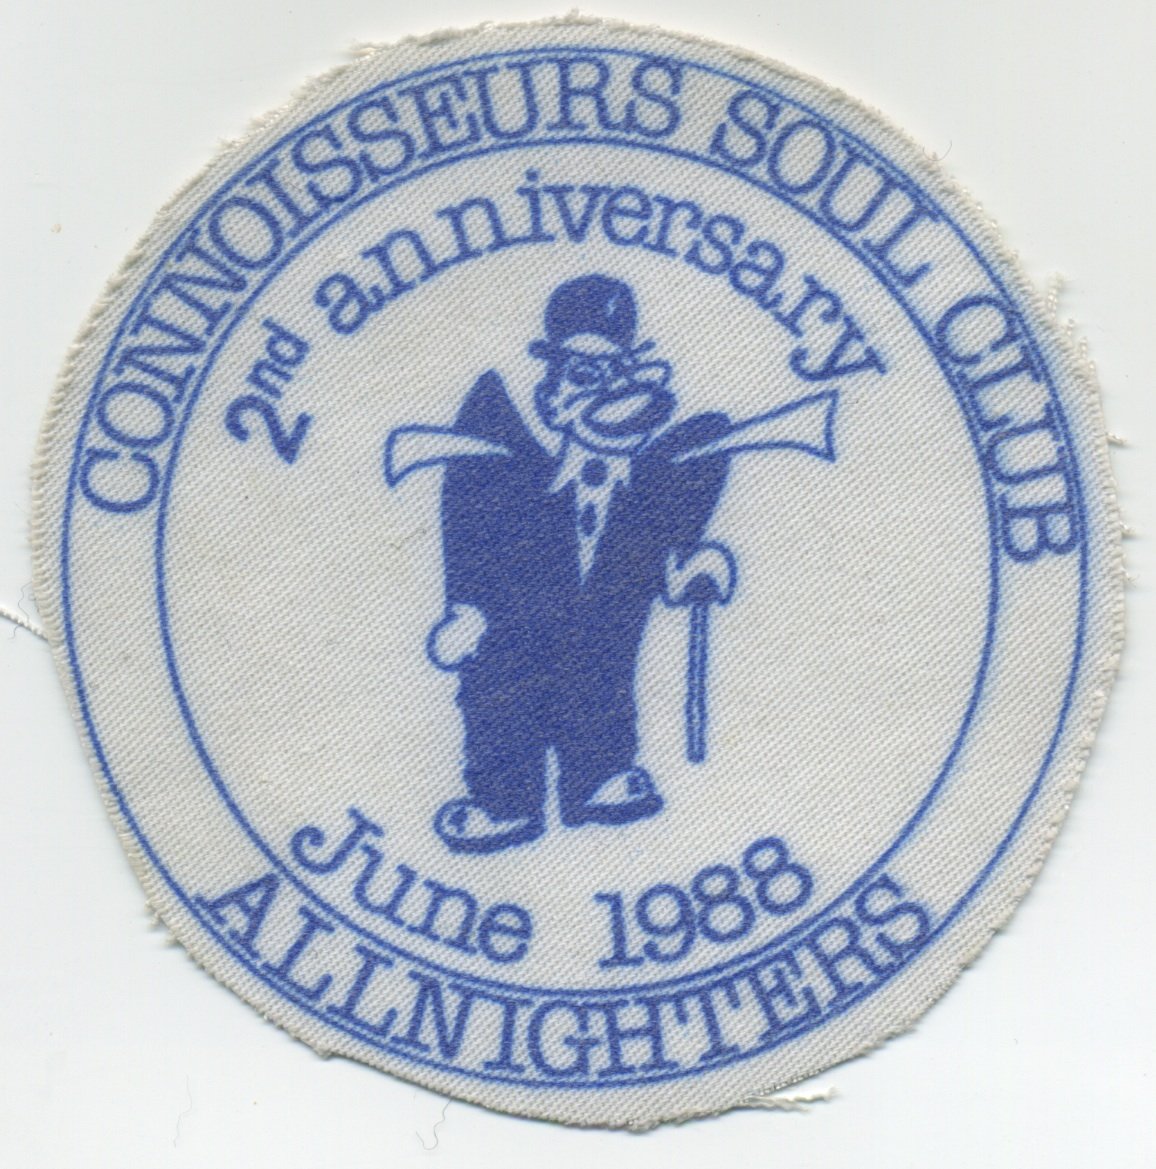 CONNOISSEURS SOUL CLUB
2nd anniversary
June 1988
ALLNIGHTERS